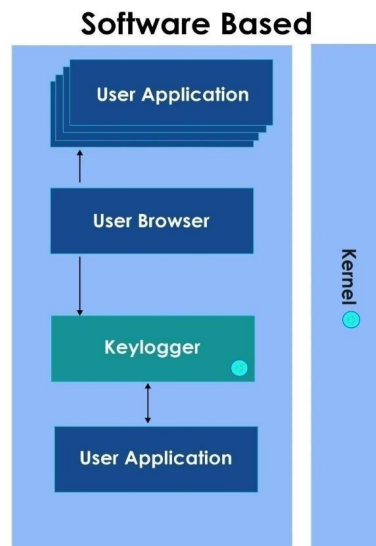 Software Based
User Application
User Browser
Keylogger
User Application
Kernel